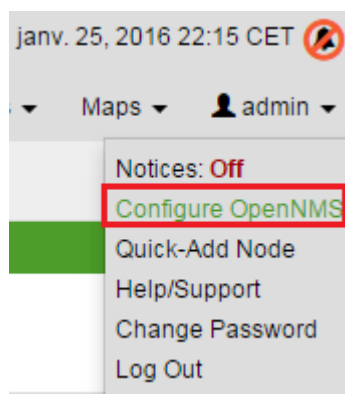 janv. 25, 2016 22:15 CET
Maps admin
Notices: Off
Configure OpenNMS
Quick-Add Node
Help/Support
Change Password
Log Out